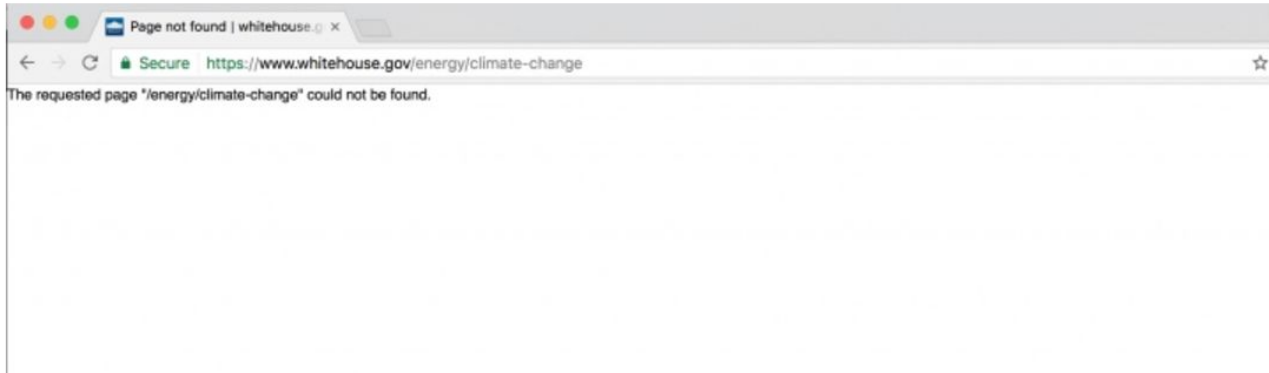 Page not found | whitehouse.g
Secure https://www.whitehouse.gov/energy/climate-change
The requested page "/energy/climate-change" could not be found.